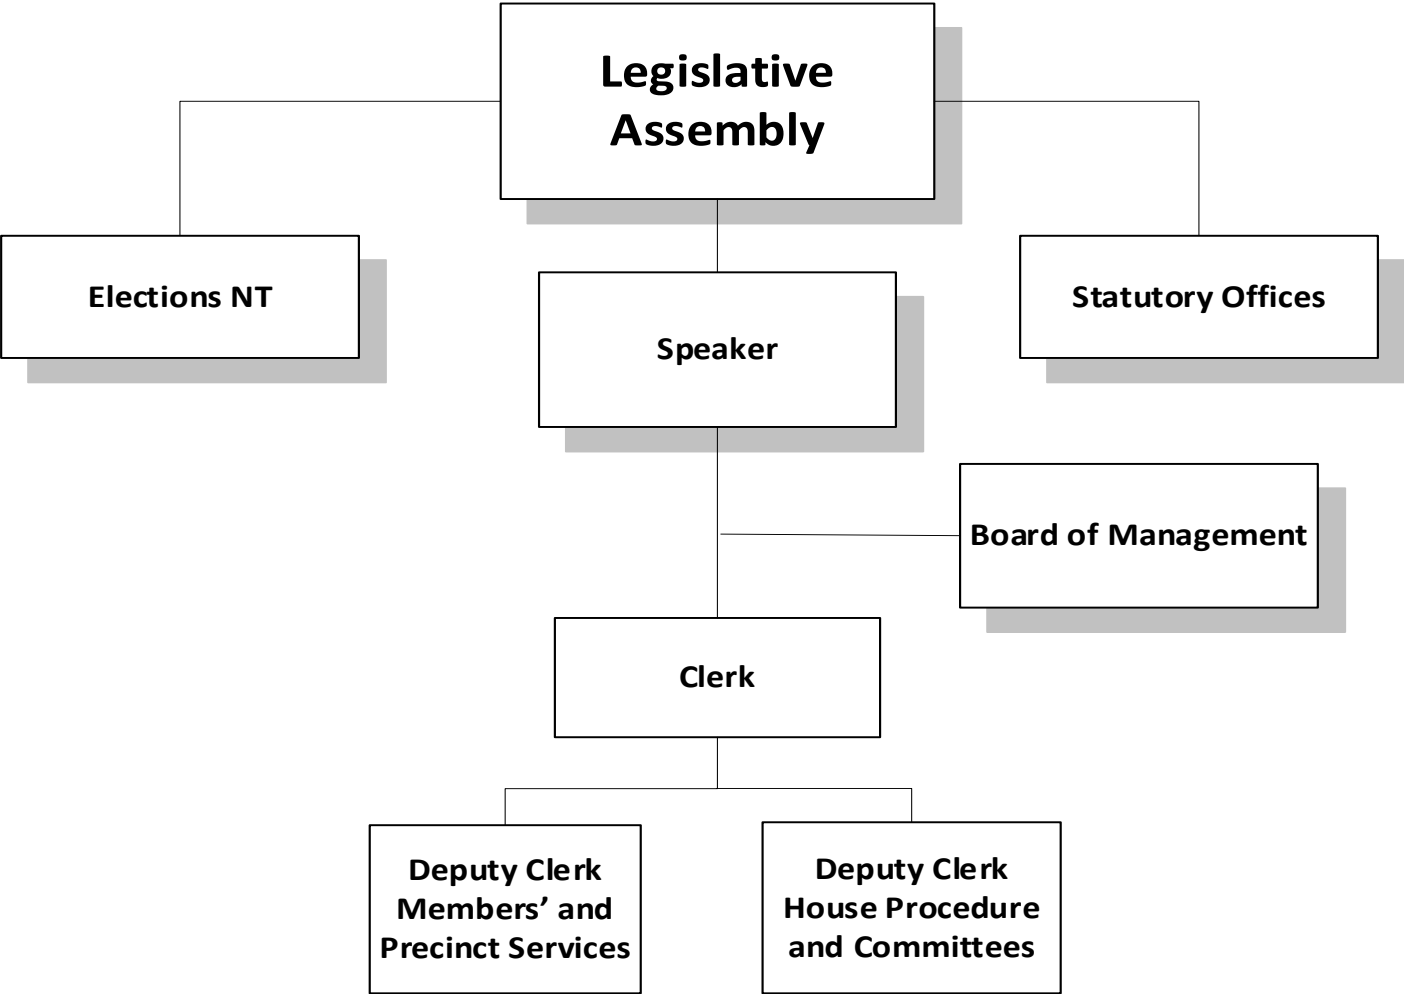 Legislative
Assembly
Elections NT
Statutory Offices
Speaker
Board of Management
Clerk
Deputy Clerk
Members’ and
Precinct Services
Deputy Clerk
House Procedure
and Committees